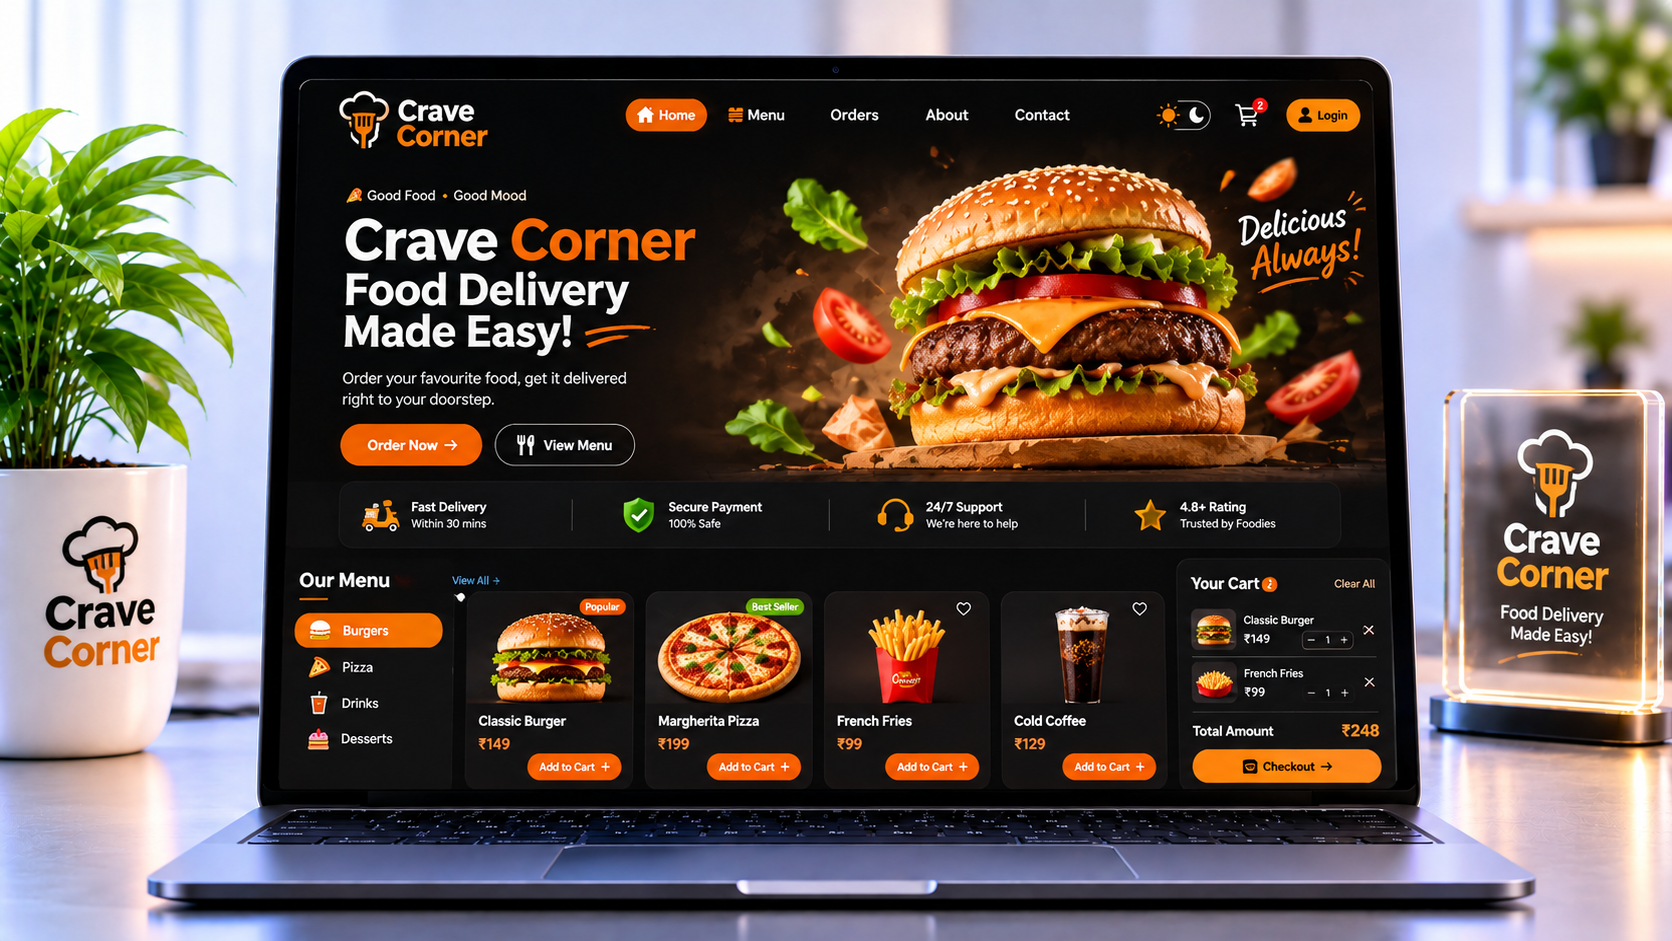 Crave
Corner
Home
Menu
Orders
About
Contact
2
Login
Good Food • Good Mood
Crave Corner
Food Delivery
Made Easy!
Order your favourite food, get it delivered
right to your doorstep.
Order Now →
View Menu
Delicious
Always!
Fast Delivery
Within 30 mins
Secure Payment
100% Safe
24/7 Support
We're here to help
4.8+ Rating
Trusted by Foodies
Our Menu
View All →
Burgers
Pizza
Drinks
Desserts
Popular
Classic Burger
₹149
Add to Cart +
Best Seller
Margherita Pizza
₹199
Add to Cart +
French Fries
₹99
Add to Cart +
Cold Coffee
₹129
Add to Cart +
Your Cart 2
Clear All
Classic Burger
₹149
− 1 +
French Fries
₹99
− 1 +
Total Amount ₹248
Checkout →
Crave
Corner
Crave
Corner
Food Delivery
Made Easy!